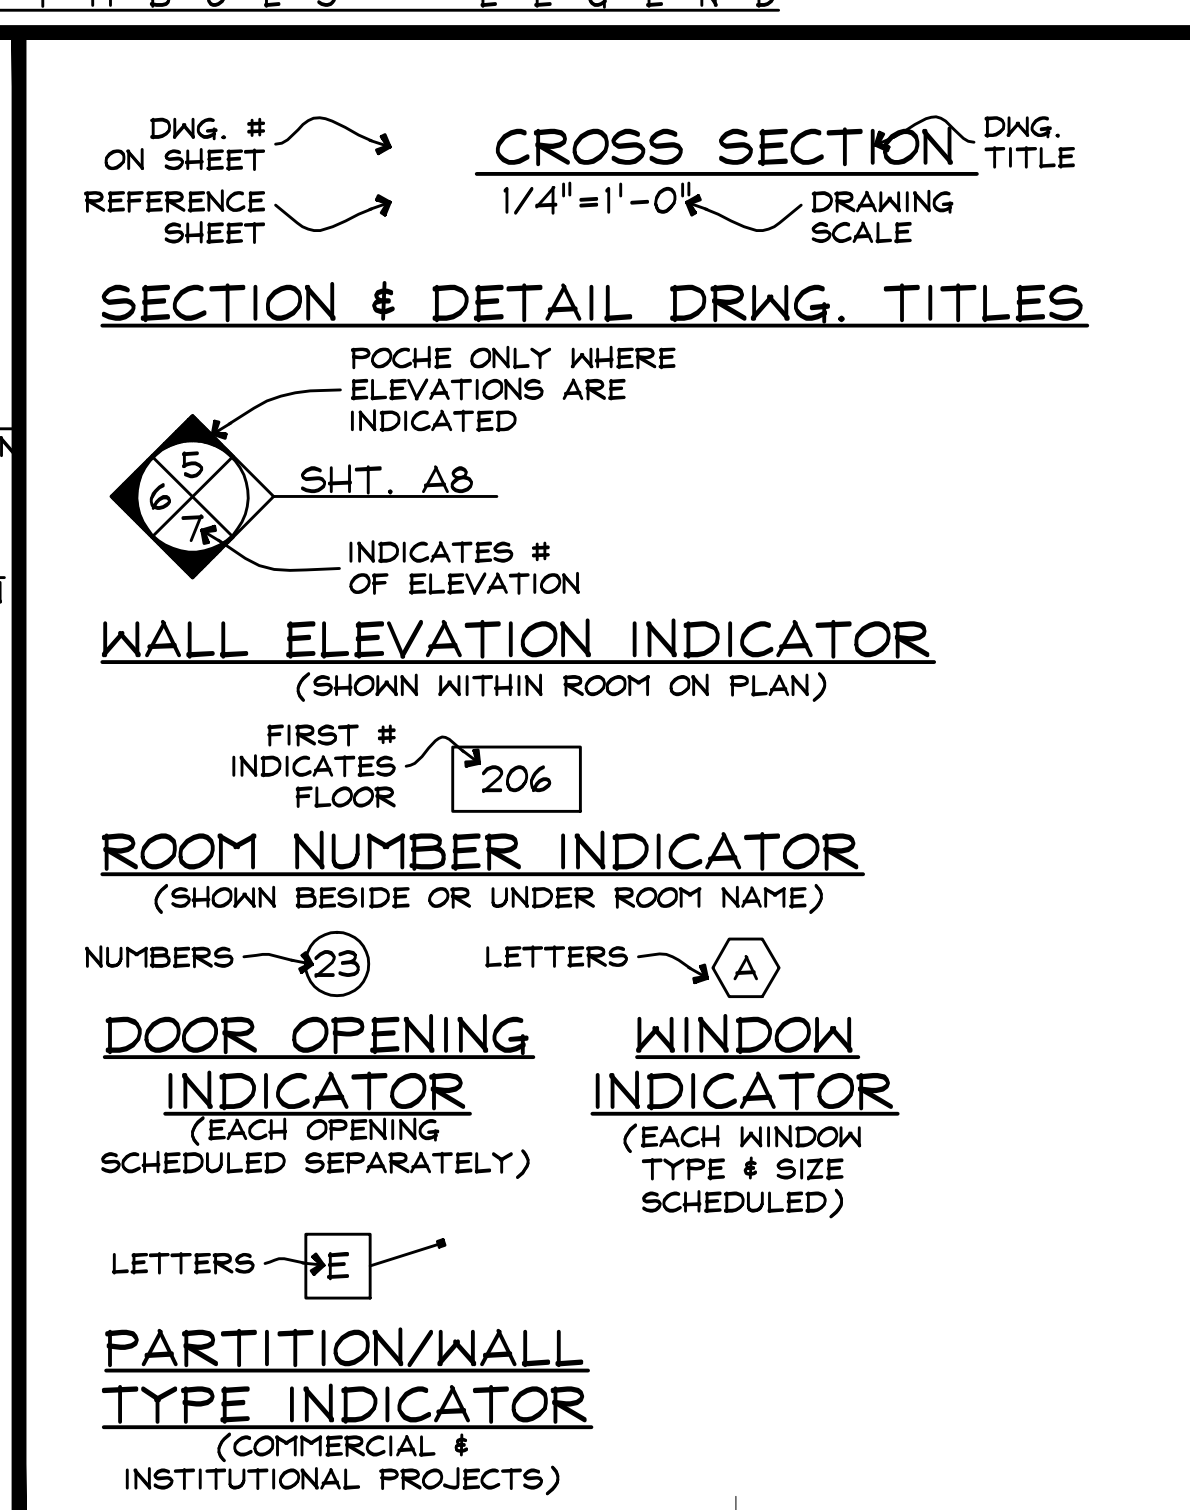 DWG. #
ON SHEET
REFERENCE
SHEET
CROSS SECTION
1/4"=1'-0"
DWG.
TITLE
DRAWING
SCALE
SECTION & DETAIL DRWG. TITLES
POCHE ONLY WHERE
ELEVATIONS ARE
INDICATED
5
6
7
SHT. A8
INDICATES #
OF ELEVATION
WALL ELEVATION INDICATOR
(SHOWN WITHIN ROOM ON PLAN)
FIRST #
INDICATES
FLOOR
206
ROOM NUMBER INDICATOR
(SHOWN BESIDE OR UNDER ROOM NAME)
NUMBERS
23
LETTERS
A
DOOR OPENING
INDICATOR
(EACH OPENING
SCHEDULED SEPARATELY)
WINDOW
INDICATOR
(EACH WINDOW
TYPE & SIZE
SCHEDULED)
LETTERS
E
PARTITION/WALL
TYPE INDICATOR
(COMMERCIAL &
INSTITUTIONAL PROJECTS)